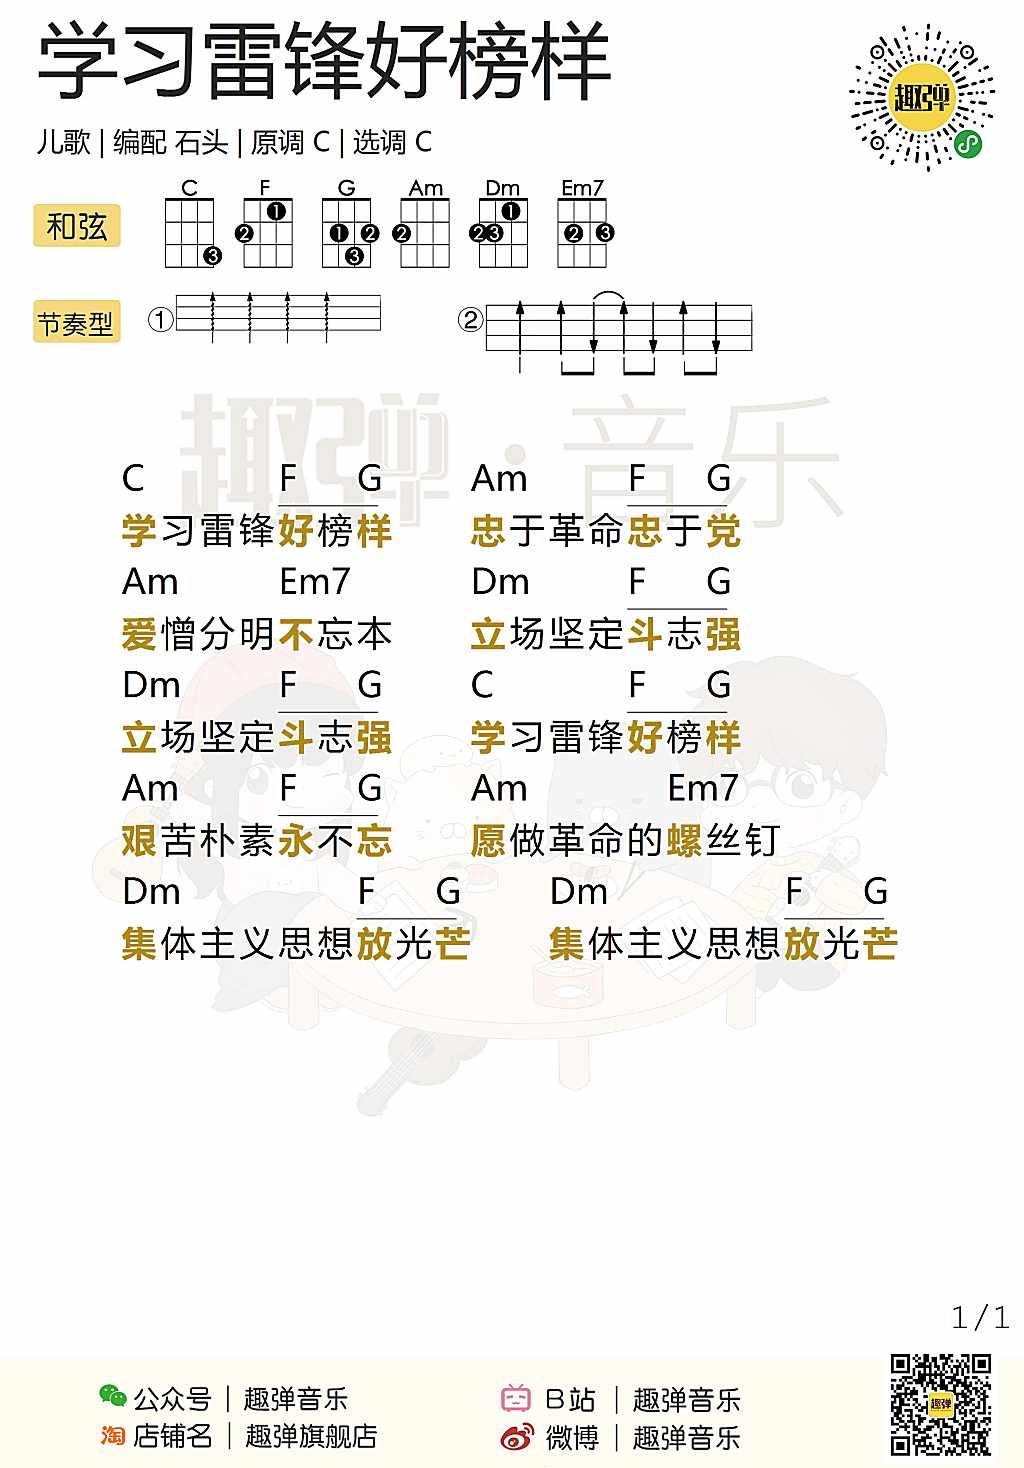 学习雷锋好榜样
趣弹
儿歌 | 编配 石头 | 原调 C | 选调 C
和弦 C F G Am Dm Em7
3 2 1 1 2 3 2 2 3 1 2 3
节奏型 ① ②
趣弹·音乐
C F G Am F G
学习雷锋好榜样 忠于革命忠于党
Am Em7 Dm F G
爱憎分明不忘本 立场坚定斗志强
Dm F G C F G
立场坚定斗志强 学习雷锋好榜样
Am F G Am Em7
艰苦朴素永不忘 愿做革命的螺丝钉
Dm F G Dm F G
集体主义思想放光芒 集体主义思想放光芒
1/1
公众号 | 趣弹音乐 B站 | 趣弹音乐
淘 店铺名 | 趣弹旗舰店 微博 | 趣弹音乐
趣弹